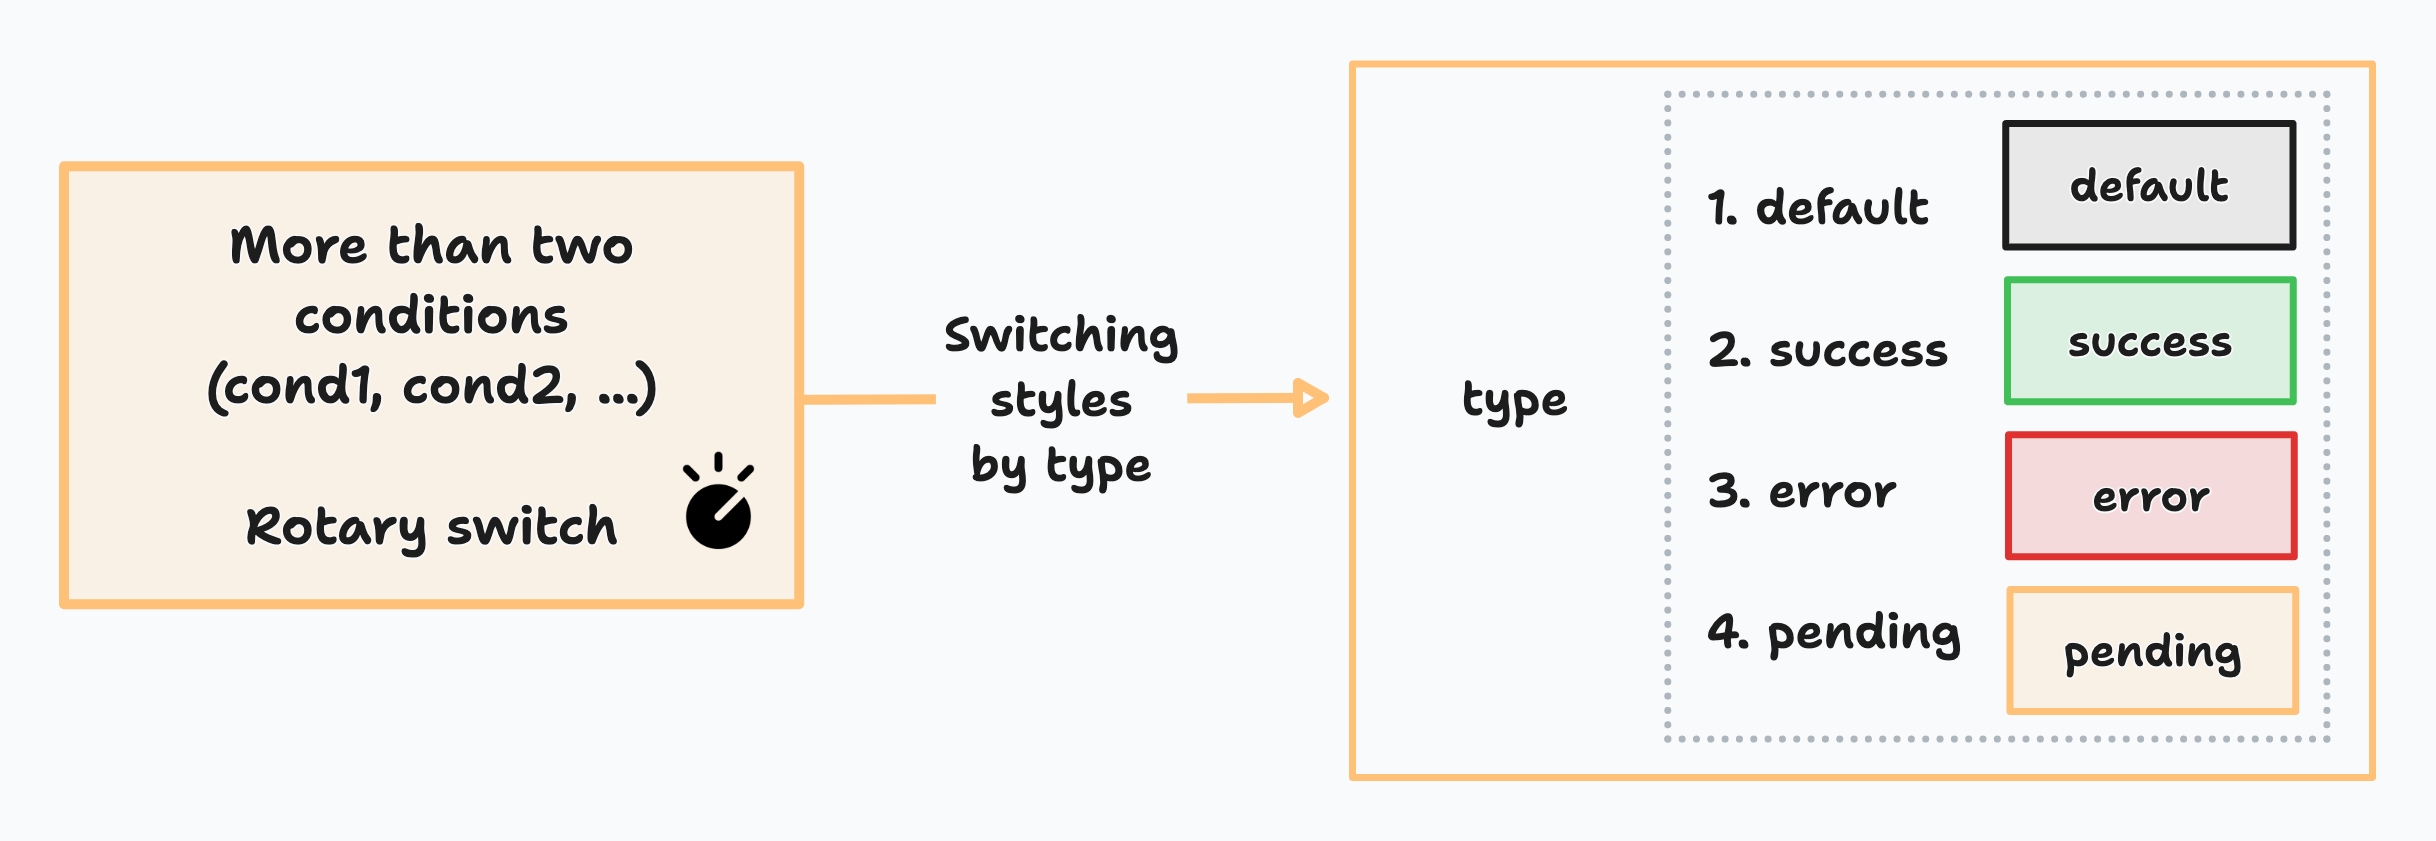 More than two
conditions
(cond1, cond2, ...)
Rotary switch
Switching
styles
by type
type
1. default
default
2. success
success
3. error
error
4. pending
pending